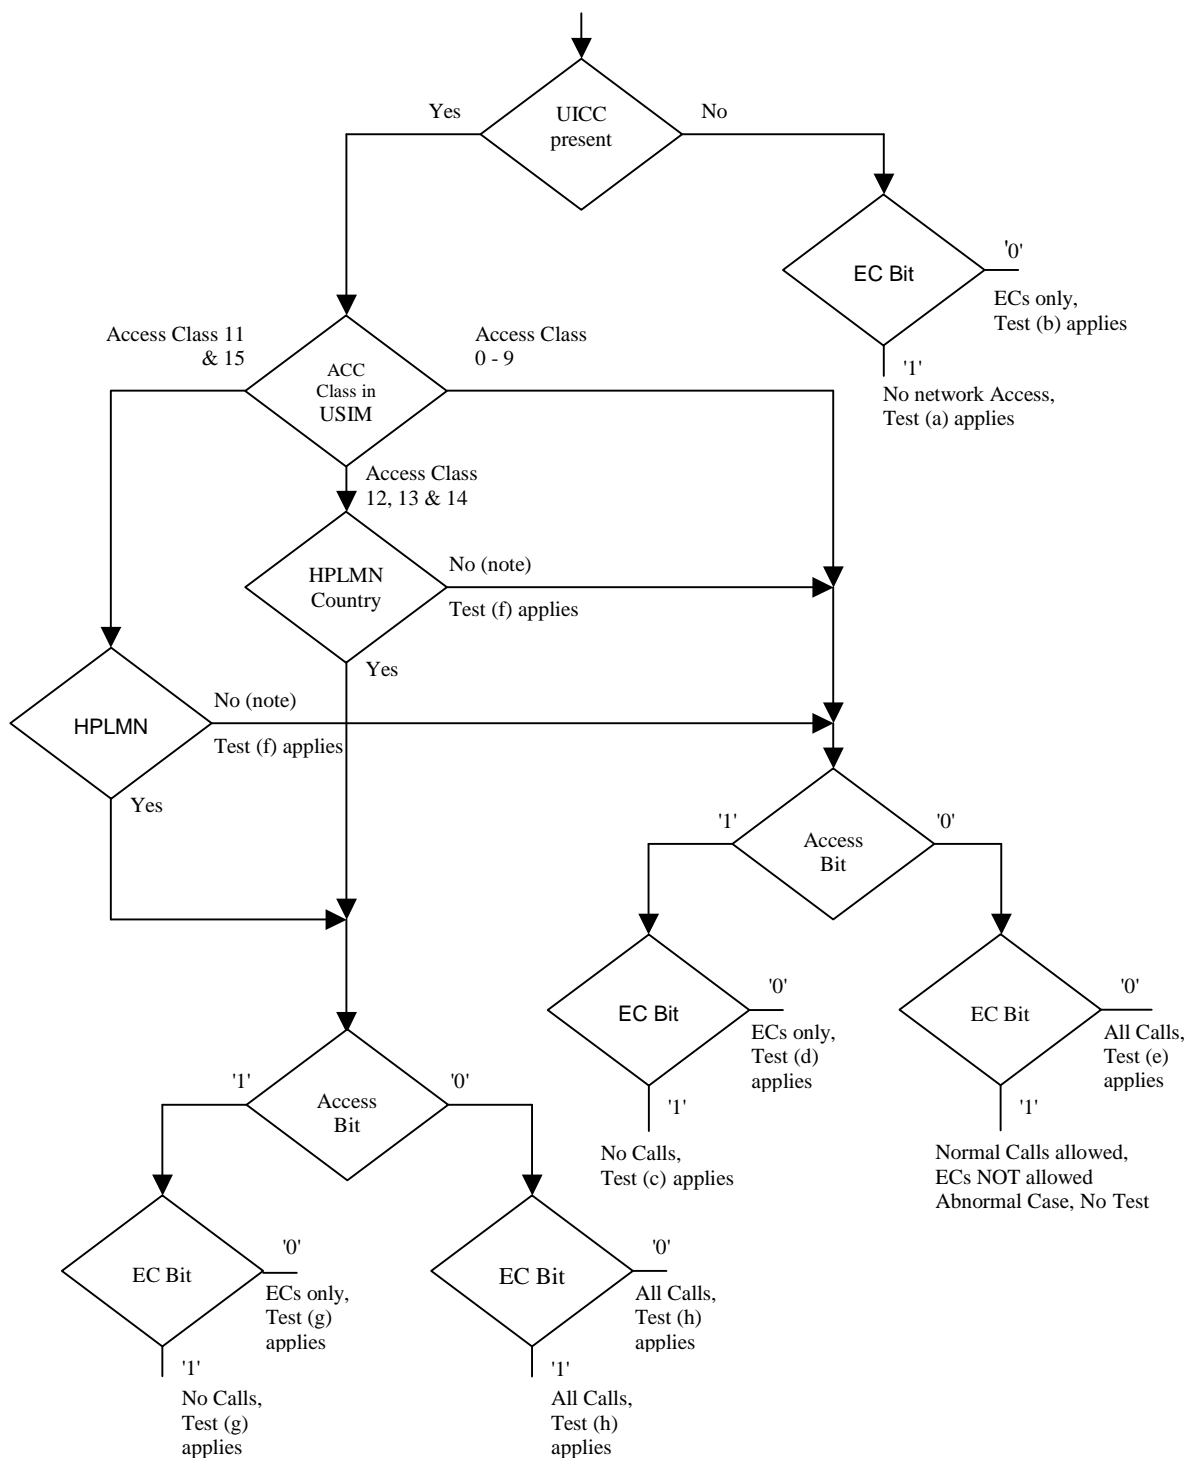 UICC
present
Yes
No
EC Bit
'0'
ECs only,
Test (b) applies
'1'
No network Access,
Test (a) applies
Access Class 11
& 15
Access Class
0 - 9
ACC
Class in
USIM
Access Class
12, 13 & 14
HPLMN
Country
No (note)
Test (f) applies
Yes
HPLMN
No (note)
Test (f) applies
Yes
Access
Bit
'1'
'0'
EC Bit
'0'
ECs only,
Test (d)
applies
'1'
No Calls,
Test (c) applies
EC Bit
'0'
All Calls,
Test (e)
applies
'1'
Normal Calls allowed,
ECs NOT allowed
Abnormal Case, No Test
Access
Bit
'1'
'0'
EC Bit
'0'
ECs only,
Test (g)
applies
'1'
No Calls,
Test (g)
applies
EC Bit
'0'
All Calls,
Test (h)
applies
'1'
All Calls,
Test (h)
applies